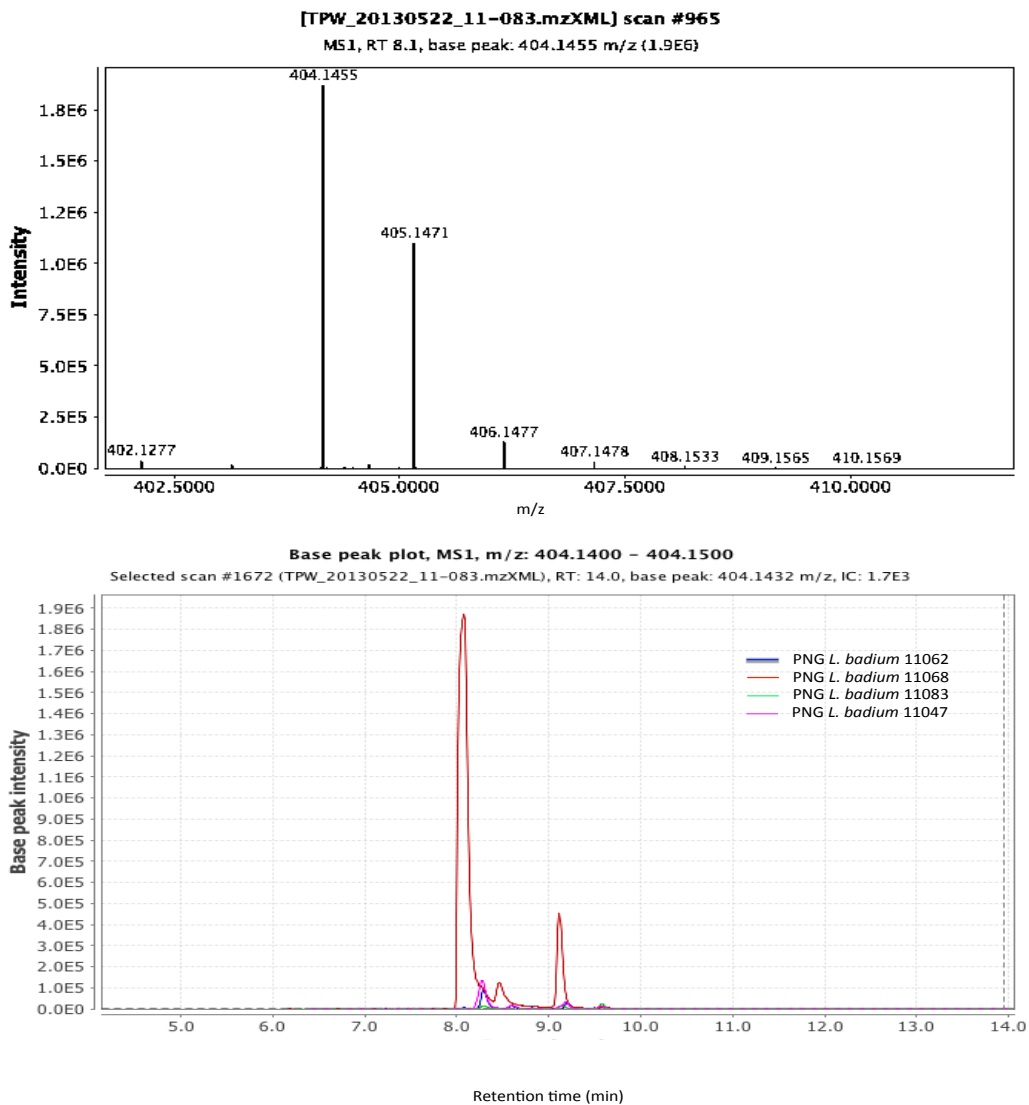 [TPW_20130522_11-083.mzXML] scan #965
MS1, RT 8.1, base peak: 404.1455 m/z (1.9E6)
404.1455
1.8E6
1.5E6
1.2E6
405.1471
1.0E6
Intensity
7.5E5
5.0E5
2.5E5
406.1477
402.1277
407.1478
408.1533
409.1565
410.1569
0.0E0
402.5000 405.0000 407.5000 410.0000
m/z
Base peak plot, MS1, m/z: 404.1400 - 404.1500
Selected scan #1672 (TPW_20130522_11-083.mzXML), RT: 14.0, base peak: 404.1432 m/z, IC: 1.7E3
1.9E6
1.8E6
1.7E6
1.6E6
1.5E6
1.4E6
1.3E6
1.2E6
1.1E6
1.0E6
9.0E5
8.0E5
7.0E5
6.0E5
5.0E5
4.0E5
3.0E5
2.0E5
1.0E5
0.0E0
Base peak intensity
PNG L. badium 11062
PNG L. badium 11068
PNG L. badium 11083
PNG L. badium 11047
5.0 6.0 7.0 8.0 9.0 10.0 11.0 12.0 13.0 14.0
Retention time (min)